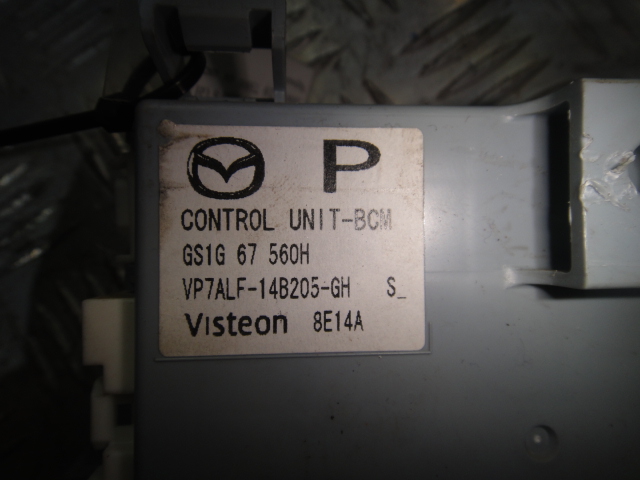 P
CONTROL UNIT-BCM
GS1G 67 560H
VP7ALF-14B205-GH S_
Visteon 8E14A